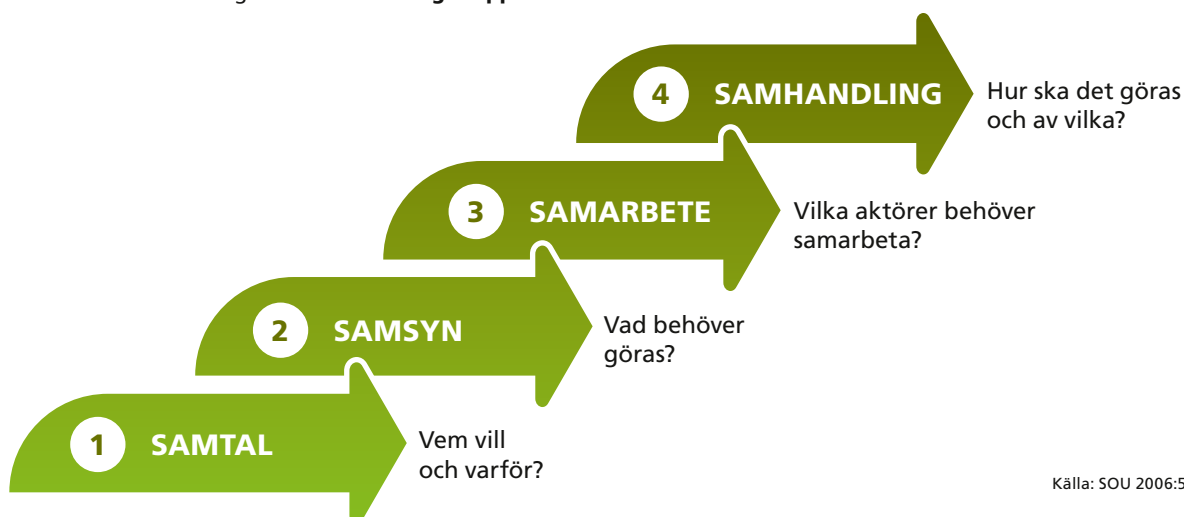 4 SAMHANDLING
Hur ska det göras
och av vilka?
3 SAMARBETE
Vilka aktörer behöver
samarbeta?
2 SAMSYN
Vad behöver
göras?
1 SAMTAL
Vem vill
och varför?
Källa: SOU 2006:5